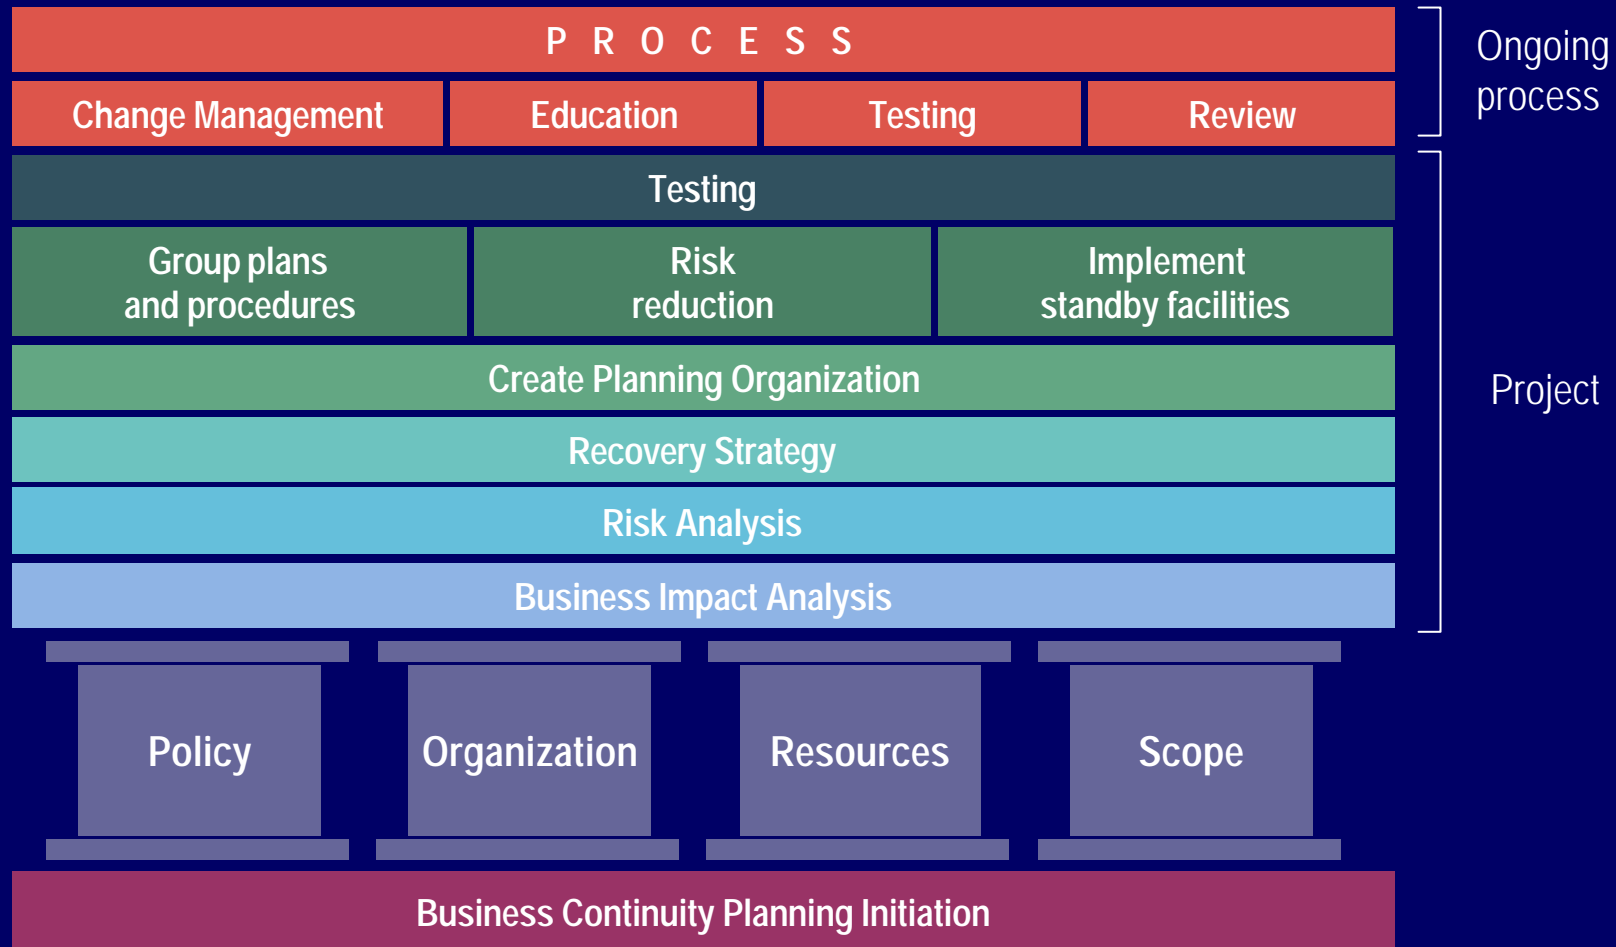 PROCESS
Ongoing
process
Change Management
Education
Testing
Review
Testing
Group plans
and procedures
Risk
reduction
Implement
standby facilities
Create Planning Organization
Project
Recovery Strategy
Risk Analysis
Business Impact Analysis
Policy
Organization
Resources
Scope
Business Continuity Planning Initiation